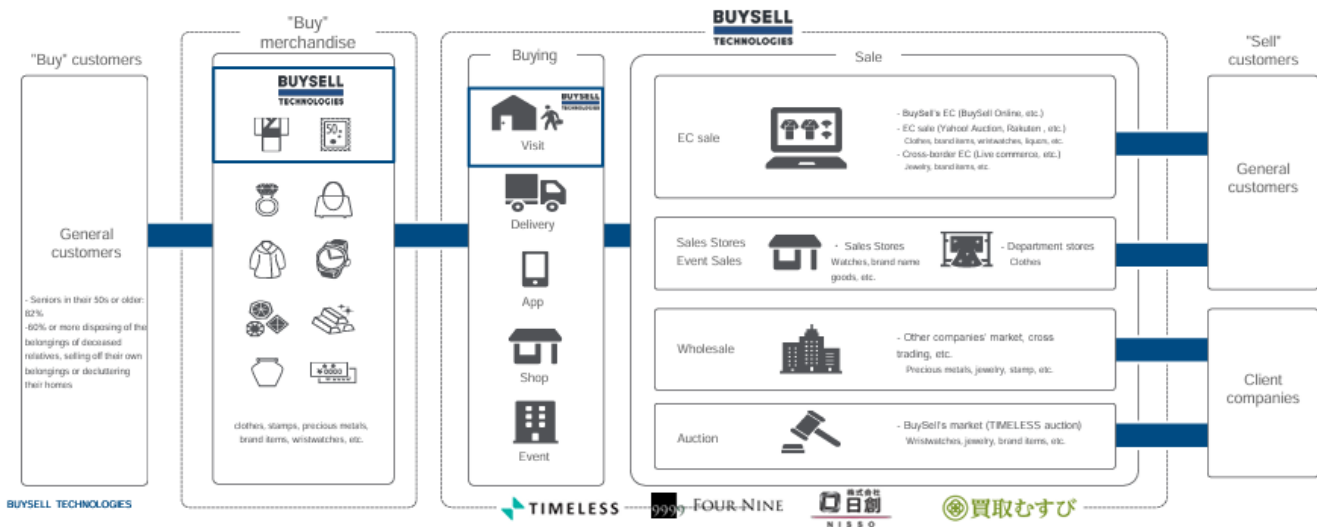 BUYSELL
TECHNOLOGIES
"Buy" customers
General
customers
- Seniors in their 50s or older:
82%
-60% or more disposing of the
belongings of deceased
relatives, selling off their own
belongings or decluttering
their homes
"Buy"
merchandise
BUYSELL
TECHNOLOGIES
50
¥0000
clothes, stamps, precious metals,
brand items, wristwatches, etc.
Buying
BUYSELL
TECHNOLOGIES
Visit
Delivery
App
Shop
Event
Sale
EC sale
- BuySell's EC (BuySell Online, etc.)
- EC sale (Yahoo! Auction, Rakuten , etc.)
Clothes, brand items, wristwatches, liquors, etc.
- Cross-border EC (Live commerce, etc.)
Jewelry, brand items, etc.
Sales Stores
Event Sales
- Sales Stores
Watches, brand name
goods, etc.
- Department stores
Clothes
Wholesale
- Other companies' market, cross
trading, etc.
Precious metals, jewelry, stamp, etc.
Auction
- BuySell's market (TIMELESS auction)
Wristwatches, jewelry, brand items, etc.
"Sell"
customers
General
customers
Client
companies
BUYSELL TECHNOLOGIES
TIMELESS
9999 FOUR NINE
株式会社
日創
NISSO
買取むすび